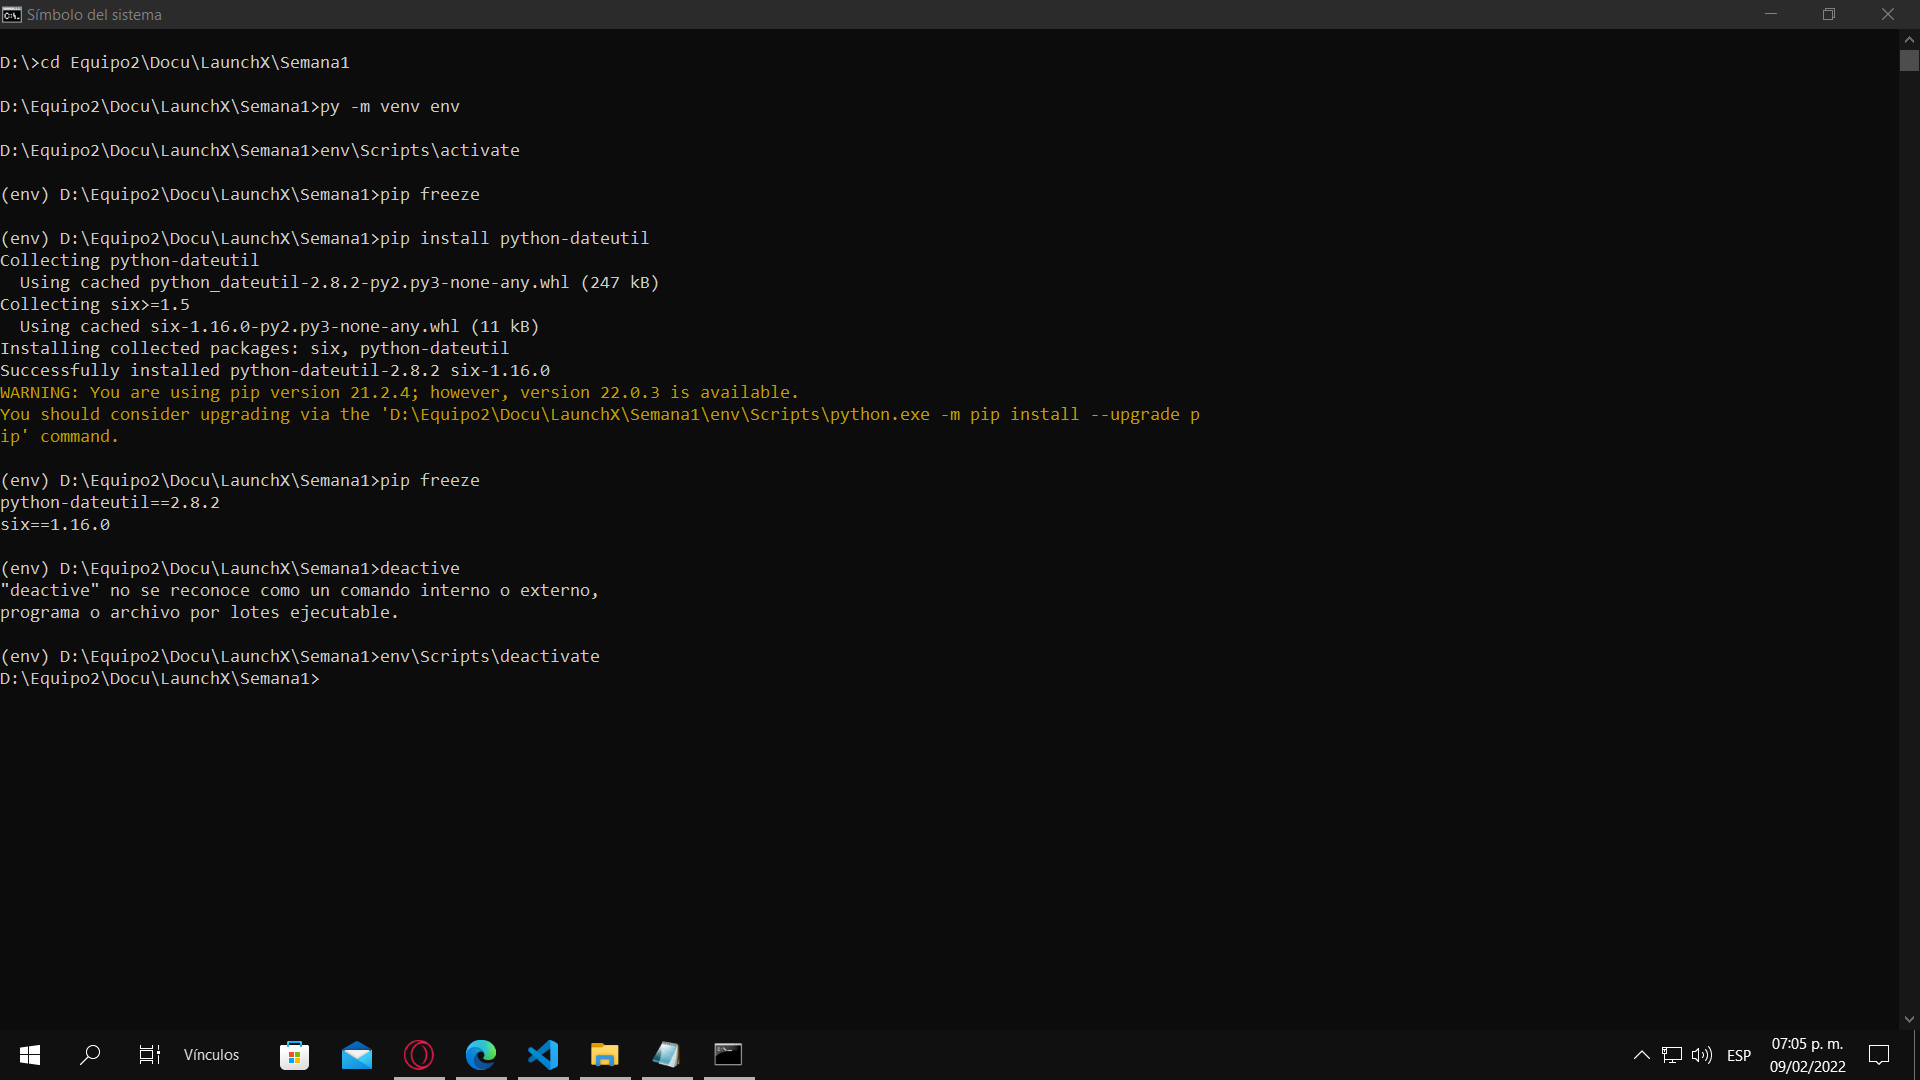 Símbolo del sistema
D:\>cd Equipo2\Docu\LaunchX\Semana1
D:\Equipo2\Docu\LaunchX\Semana1>py -m venv env
D:\Equipo2\Docu\LaunchX\Semana1>env\Scripts\activate
(env) D:\Equipo2\Docu\LaunchX\Semana1>pip freeze
(env) D:\Equipo2\Docu\LaunchX\Semana1>pip install python-dateutil
Collecting python-dateutil
  Using cached python_dateutil-2.8.2-py2.py3-none-any.whl (247 kB)
Collecting six>=1.5
  Using cached six-1.16.0-py2.py3-none-any.whl (11 kB)
Installing collected packages: six, python-dateutil
Successfully installed python-dateutil-2.8.2 six-1.16.0
WARNING: You are using pip version 21.2.4; however, version 22.0.3 is available.
You should consider upgrading via the 'D:\Equipo2\Docu\LaunchX\Semana1\env\Scripts\python.exe -m pip install --upgrade p
ip' command.
(env) D:\Equipo2\Docu\LaunchX\Semana1>pip freeze
python-dateutil==2.8.2
six==1.16.0
(env) D:\Equipo2\Docu\LaunchX\Semana1>deactive
"deactive" no se reconoce como un comando interno o externo,
programa o archivo por lotes ejecutable.
(env) D:\Equipo2\Docu\LaunchX\Semana1>env\Scripts\deactivate
D:\Equipo2\Docu\LaunchX\Semana1>
Vínculos
ESP
07:05 p. m.
09/02/2022